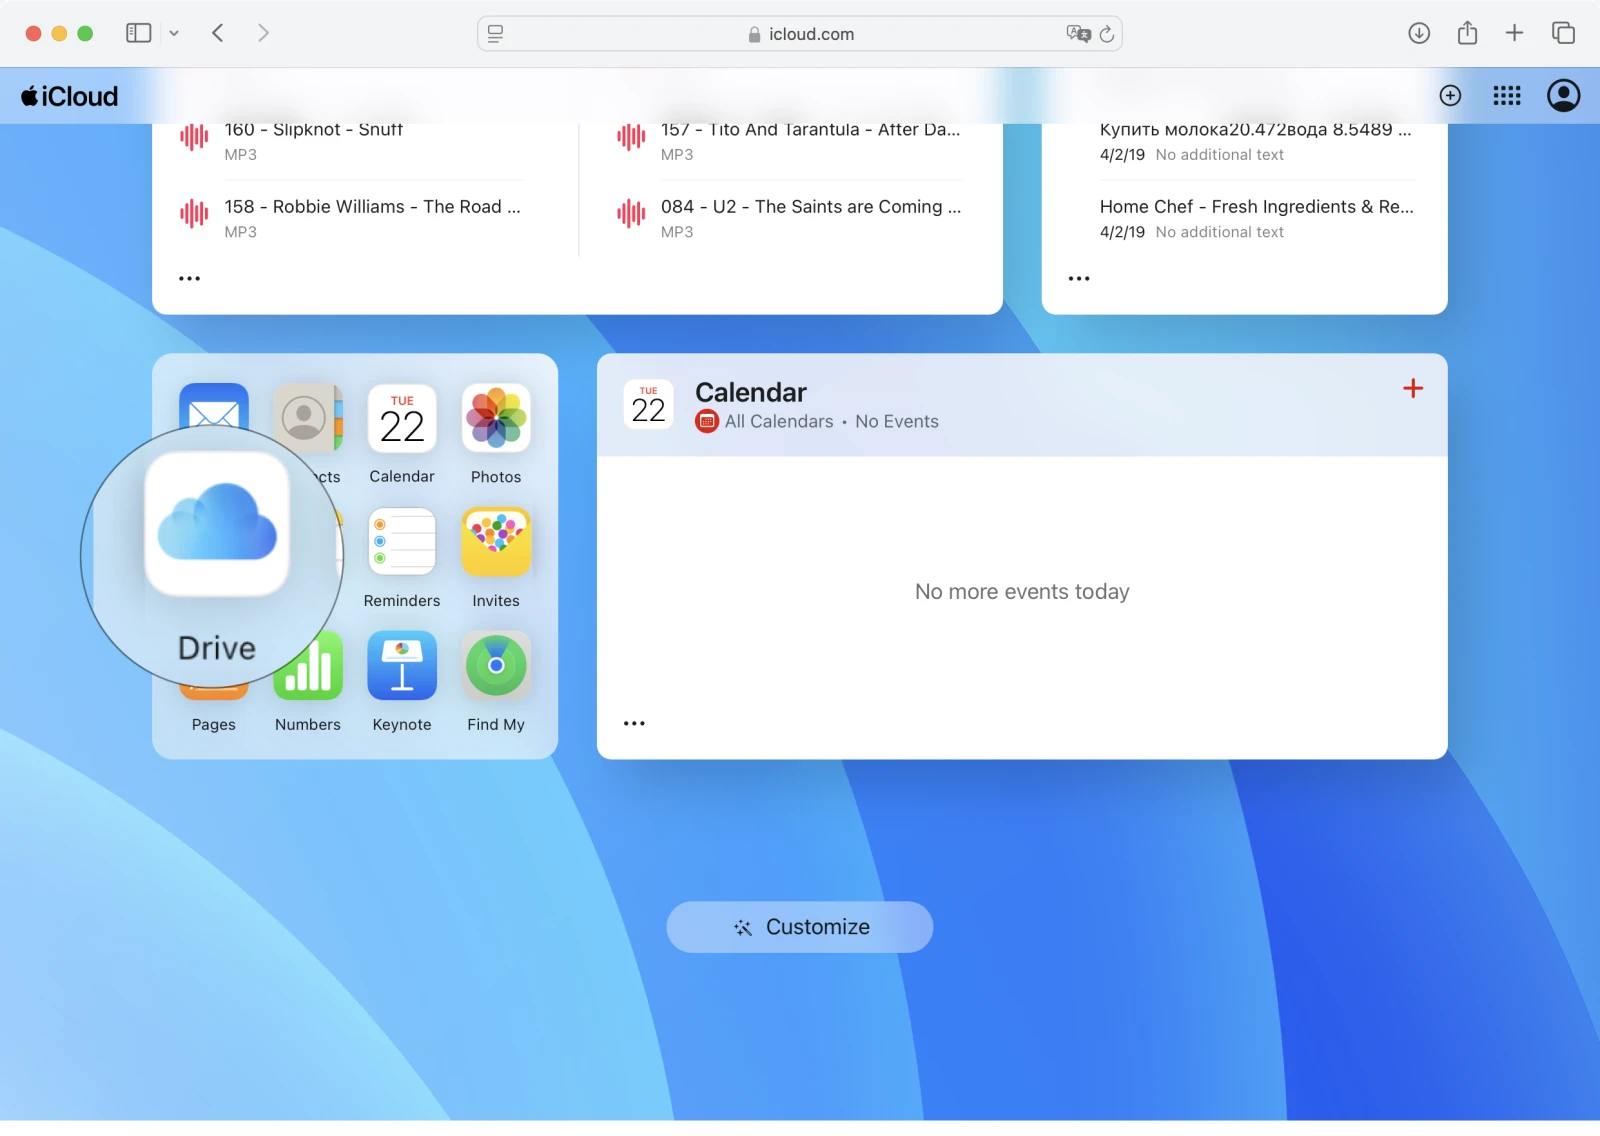 icloud.com
iCloud
160 - Slipknot - Snuff
MP3
158 - Robbie Williams - The Road ...
MP3
157 - Tito And Tarantula - After Da...
MP3
084 - U2 - The Saints are Coming ...
MP3
Купить молока20.472вода 8.5489 ...
4/2/19 No additional text
Home Chef - Fresh Ingredients & Re...
4/2/19 No additional text
TUE
22
cts
Calendar
Photos
Drive
Reminders
Invites
Pages
Numbers
Keynote
Find My
TUE
22
Calendar
All Calendars • No Events
No more events today
Customize